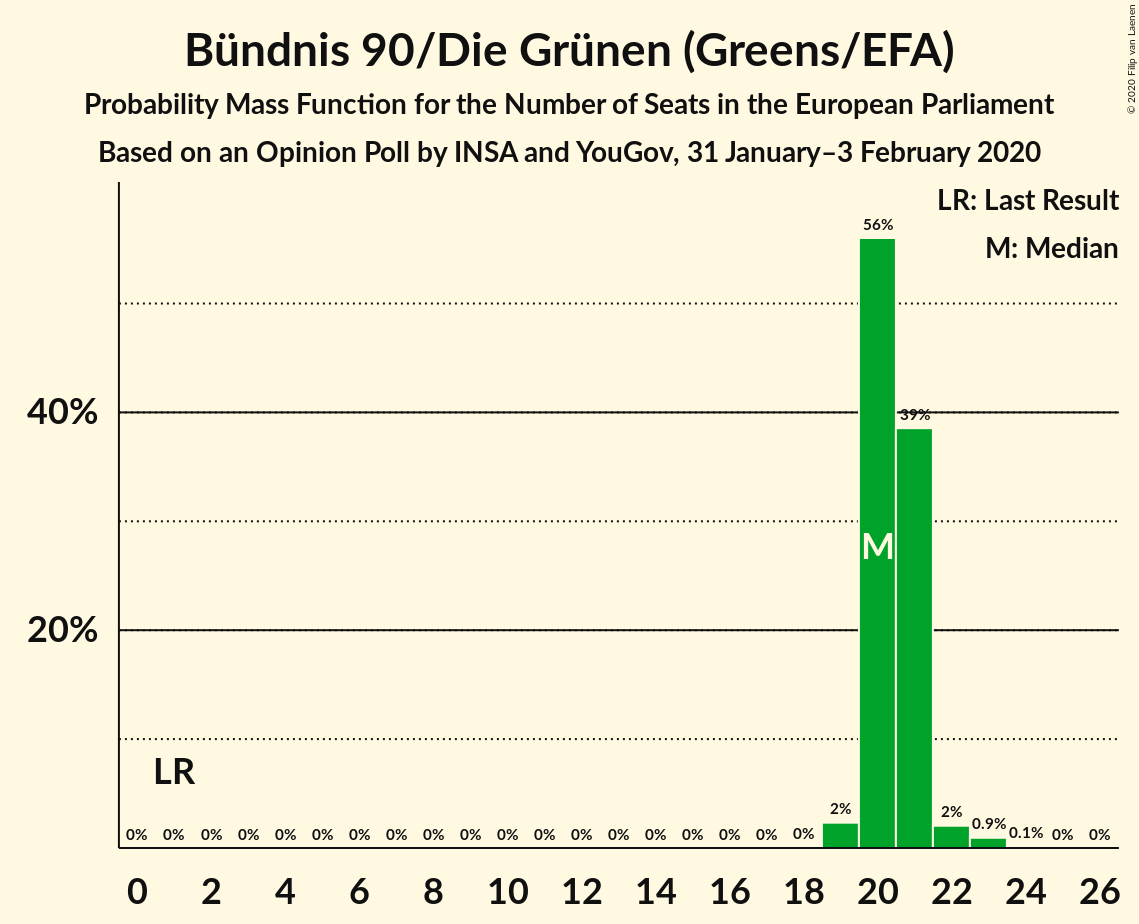 Bündnis 90/Die Grünen (Greens/EFA)
Probability Mass Function for the Number of Seats in the European Parliament
Based on an Opinion Poll by INSA and YouGov, 31 January–3 February 2020
© 2020 Filip van Laenen
LR: Last Result
M: Median
56%
40%
39%
M
20%
LR
0% 0% 0% 0% 0% 0% 0% 0% 0% 0% 0% 0% 0% 0% 0% 0% 0% 0% 0% 2% 2% 0.9% 0.1% 0% 0%
0 2 4 6 8 10 12 14 16 18 20 22 24 26